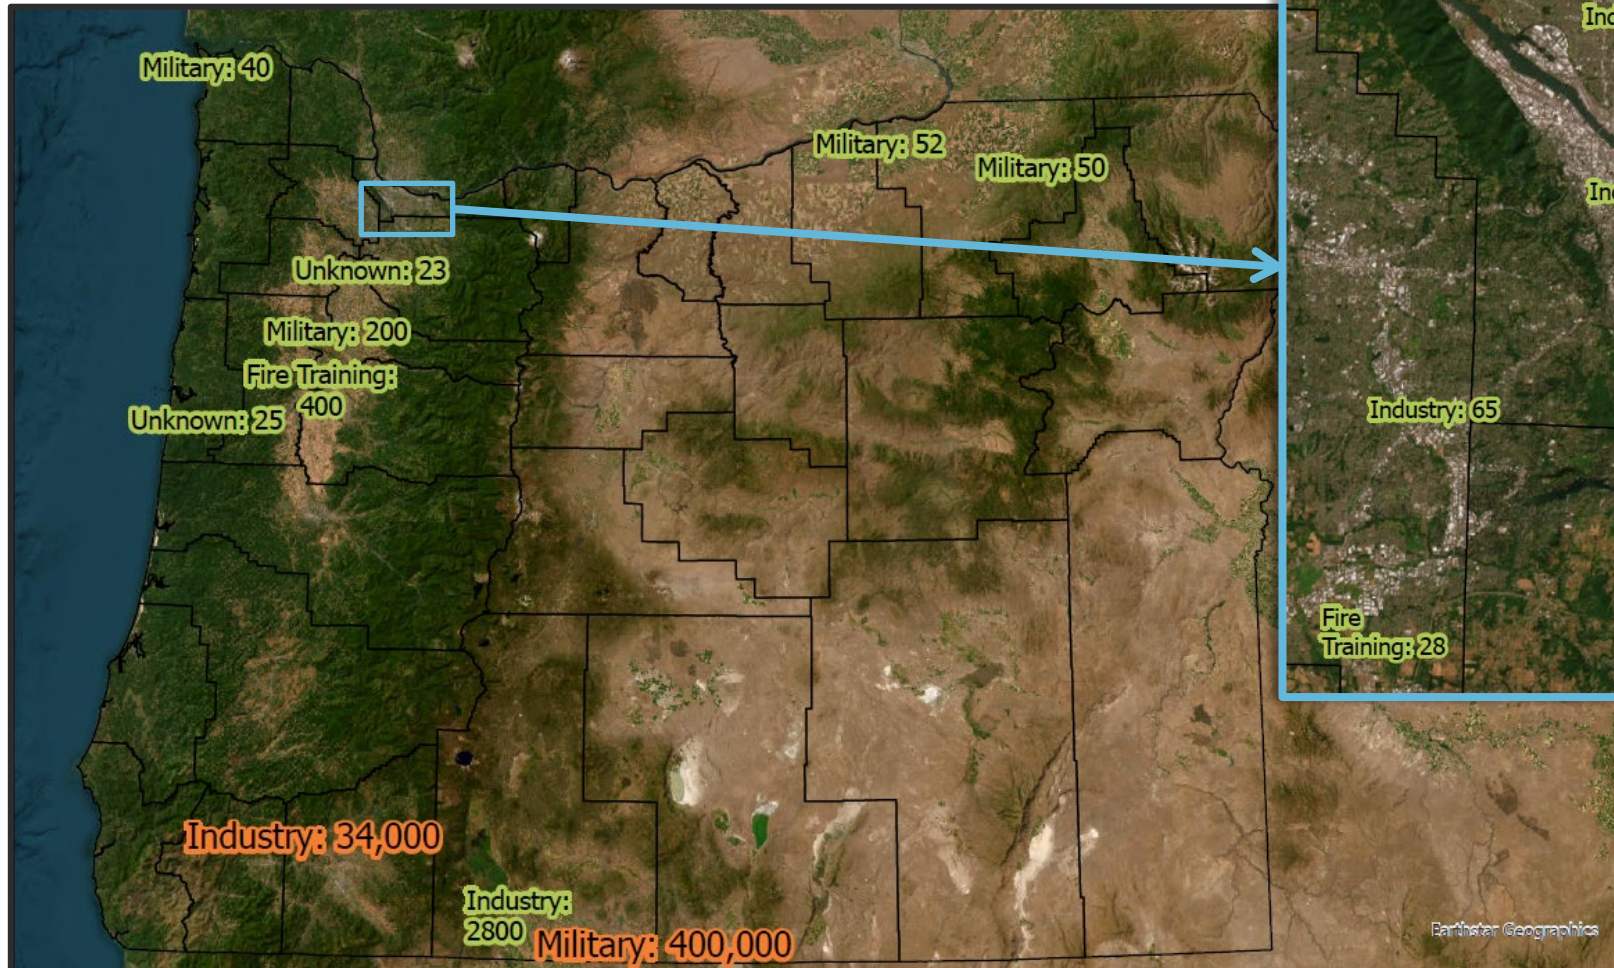 Military: 40
Military: 52
Military: 50
Unknown: 23
Military: 200
Fire Training:
400
Unknown: 25
Industry: 34,000
Industry:
2800
Military: 400,000
Industry: 65
Fire
Training: 28
Earthstar Geographics